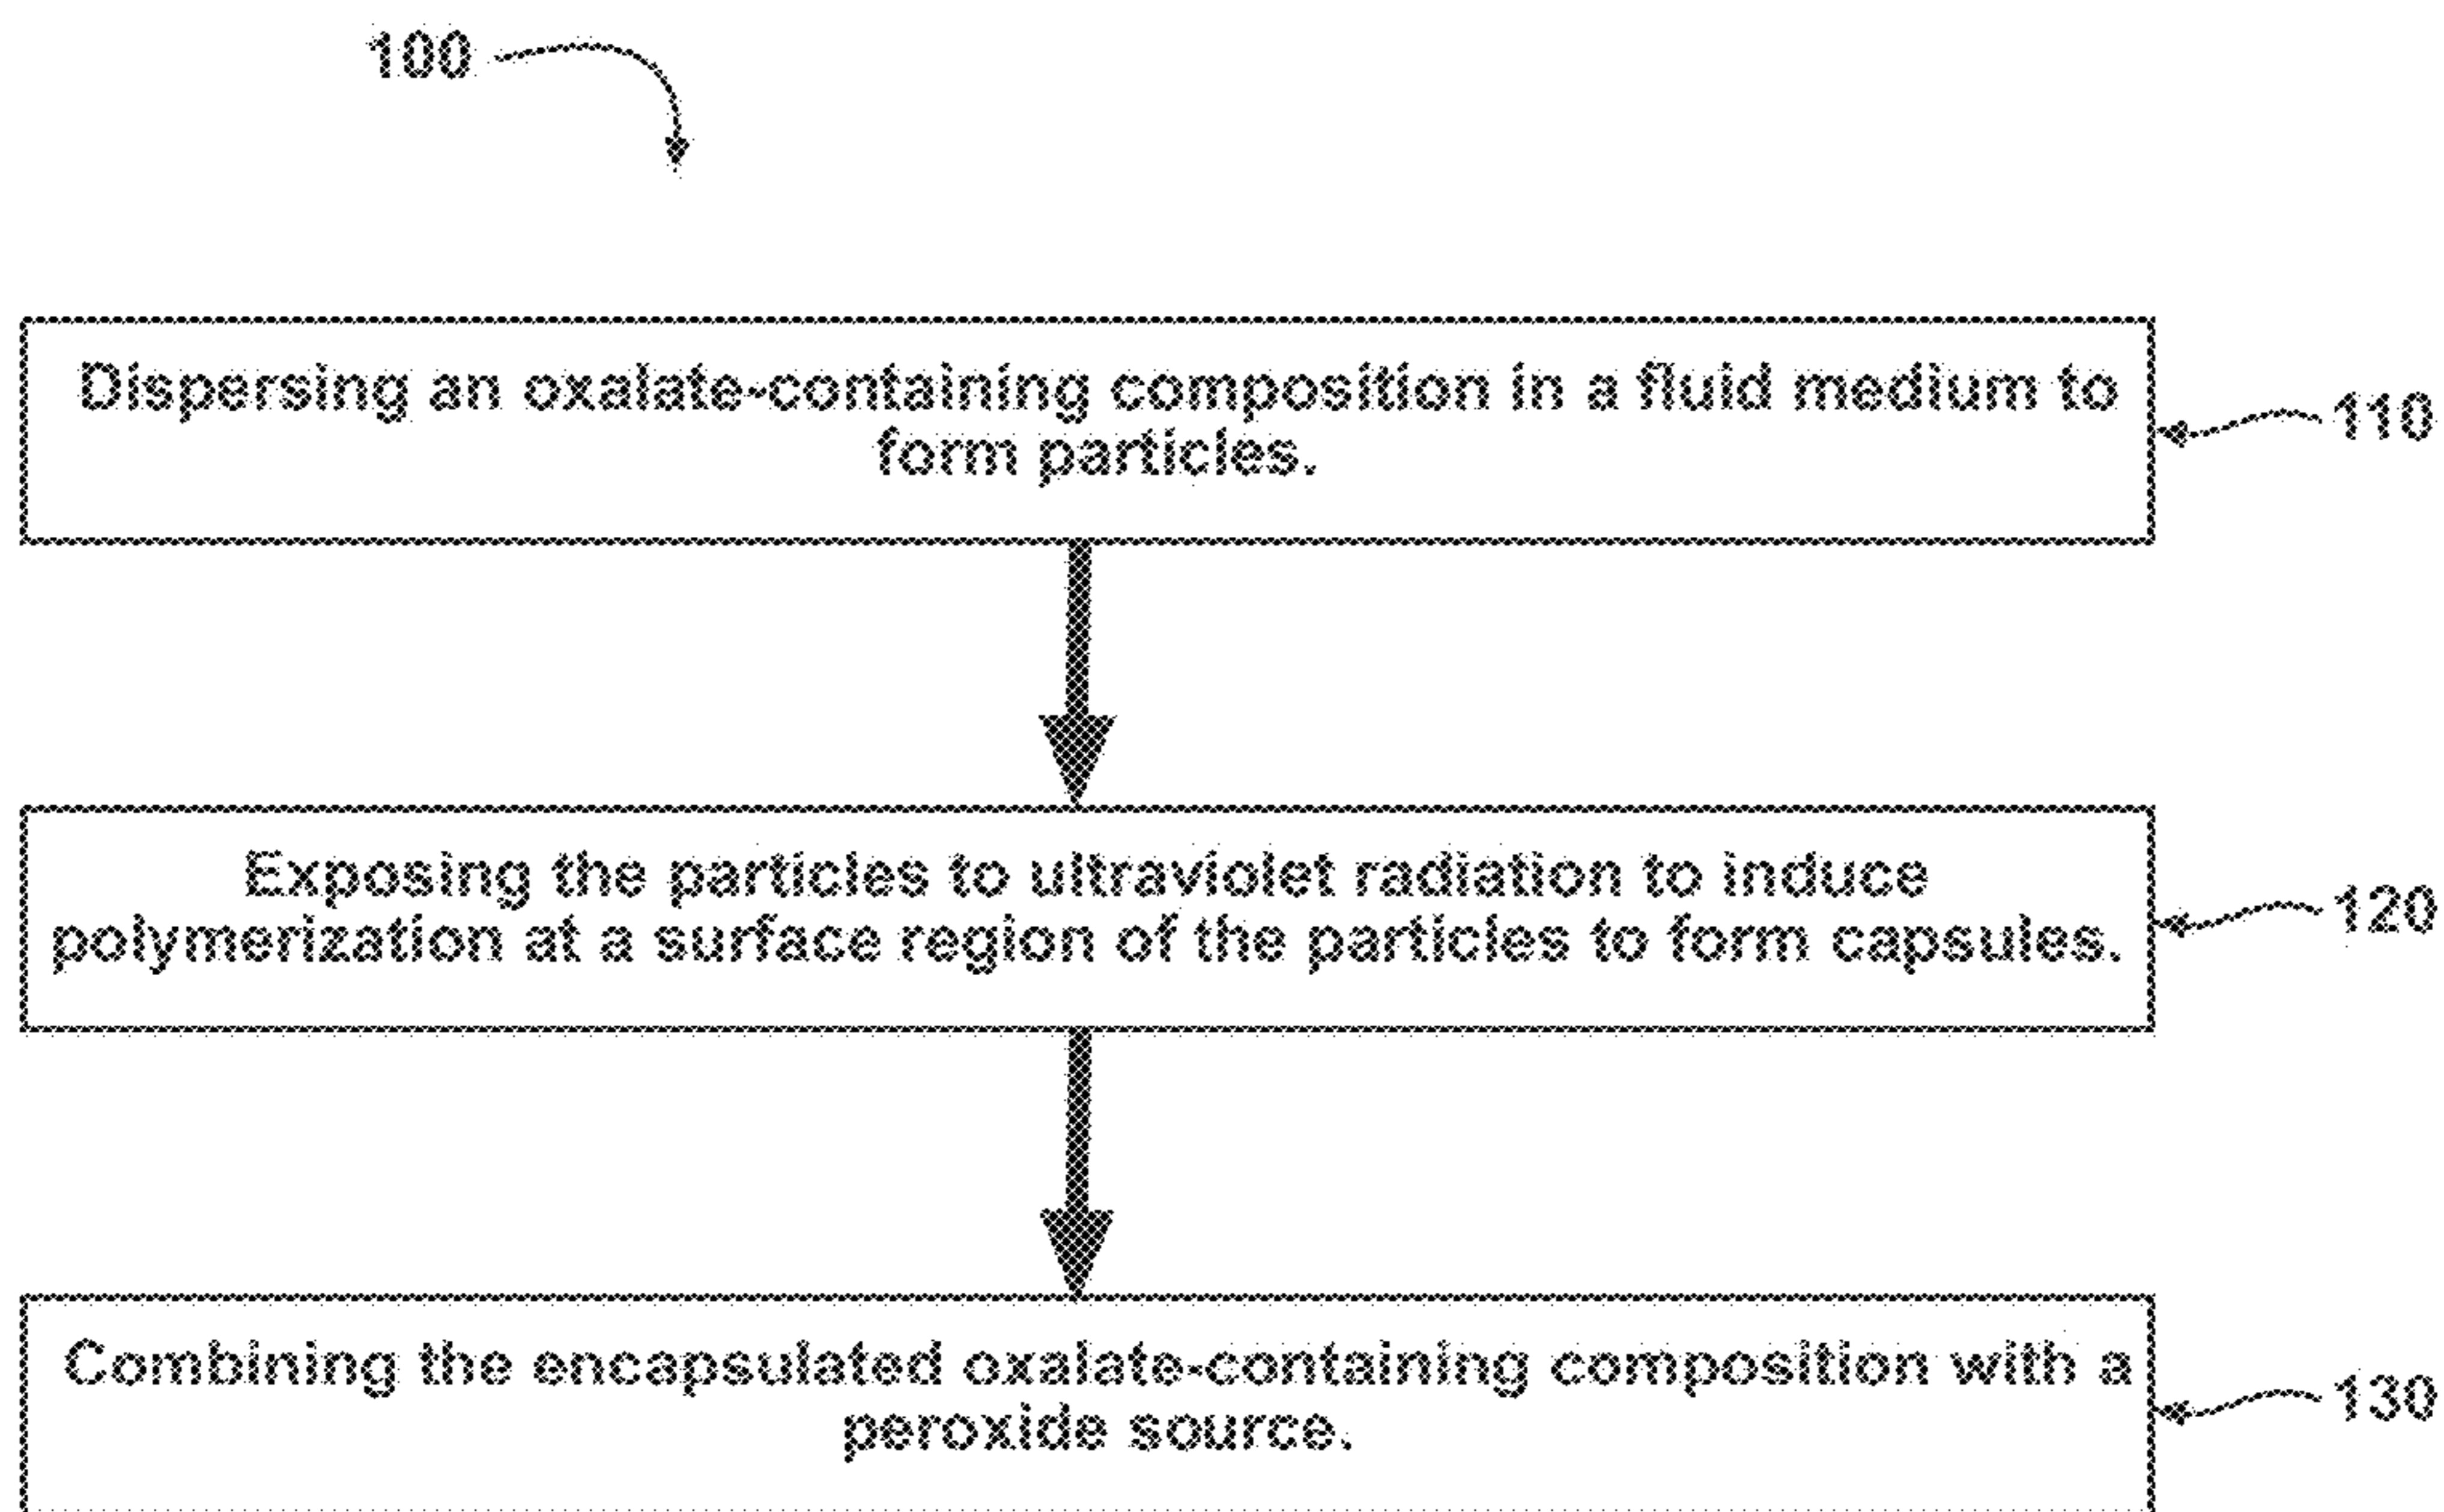 100
Dispersing an oxalate-containing composition in a fluid medium to
form particles.
110
Exposing the particles to ultraviolet radiation to induce
polymerization at a surface region of the particles to form capsules.
120
Combining the encapsulated oxalate-containing composition with a
peroxide source.
130